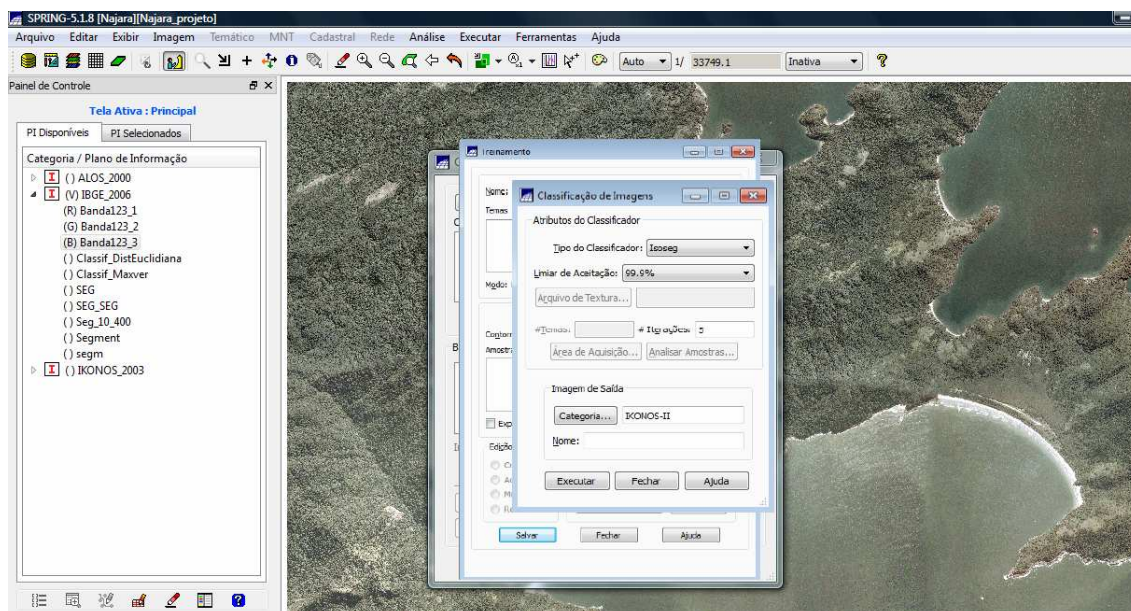 SPRING-5.1.8 [Najara][Najara_projeto]
Arquivo Editar Exibir Imagem Temático MNT Cadastral Rede Análise Executar Ferramentas Ajuda
Auto 1/ 33749.1 Inativa
Painel de Controle
Tela Ativa : Principal
PI Disponíveis PI Selecionados
Categoria / Plano de Informação
( ) ALOS_2000
(V) IBGE_2006
(R) Banda123_1
(G) Banda123_2
(B) Banda123_3
( ) Classif_DistEuclidiana
( ) Classif_Maxver
( ) SEG
( ) SEG_SEG
( ) Seg_10_400
( ) Segment
( ) segm
( ) IKONOS_2003
Treinamento
Nome:
Temas
Modo:
Amostr
Edição
Salvar Fechar Ajuda
Classificação de Imagens
Atributos do Classificador
Tipo do Classificador: Isoseg
Limiar de Aceitação: 99.9%
Arquivo de Textura...
#Temas: # Iterações: 5
Área de Aquisição... Analisar Amostras...
Imagem de Saída
Categoria... IKONOS-II
Nome:
Executar Fechar Ajuda